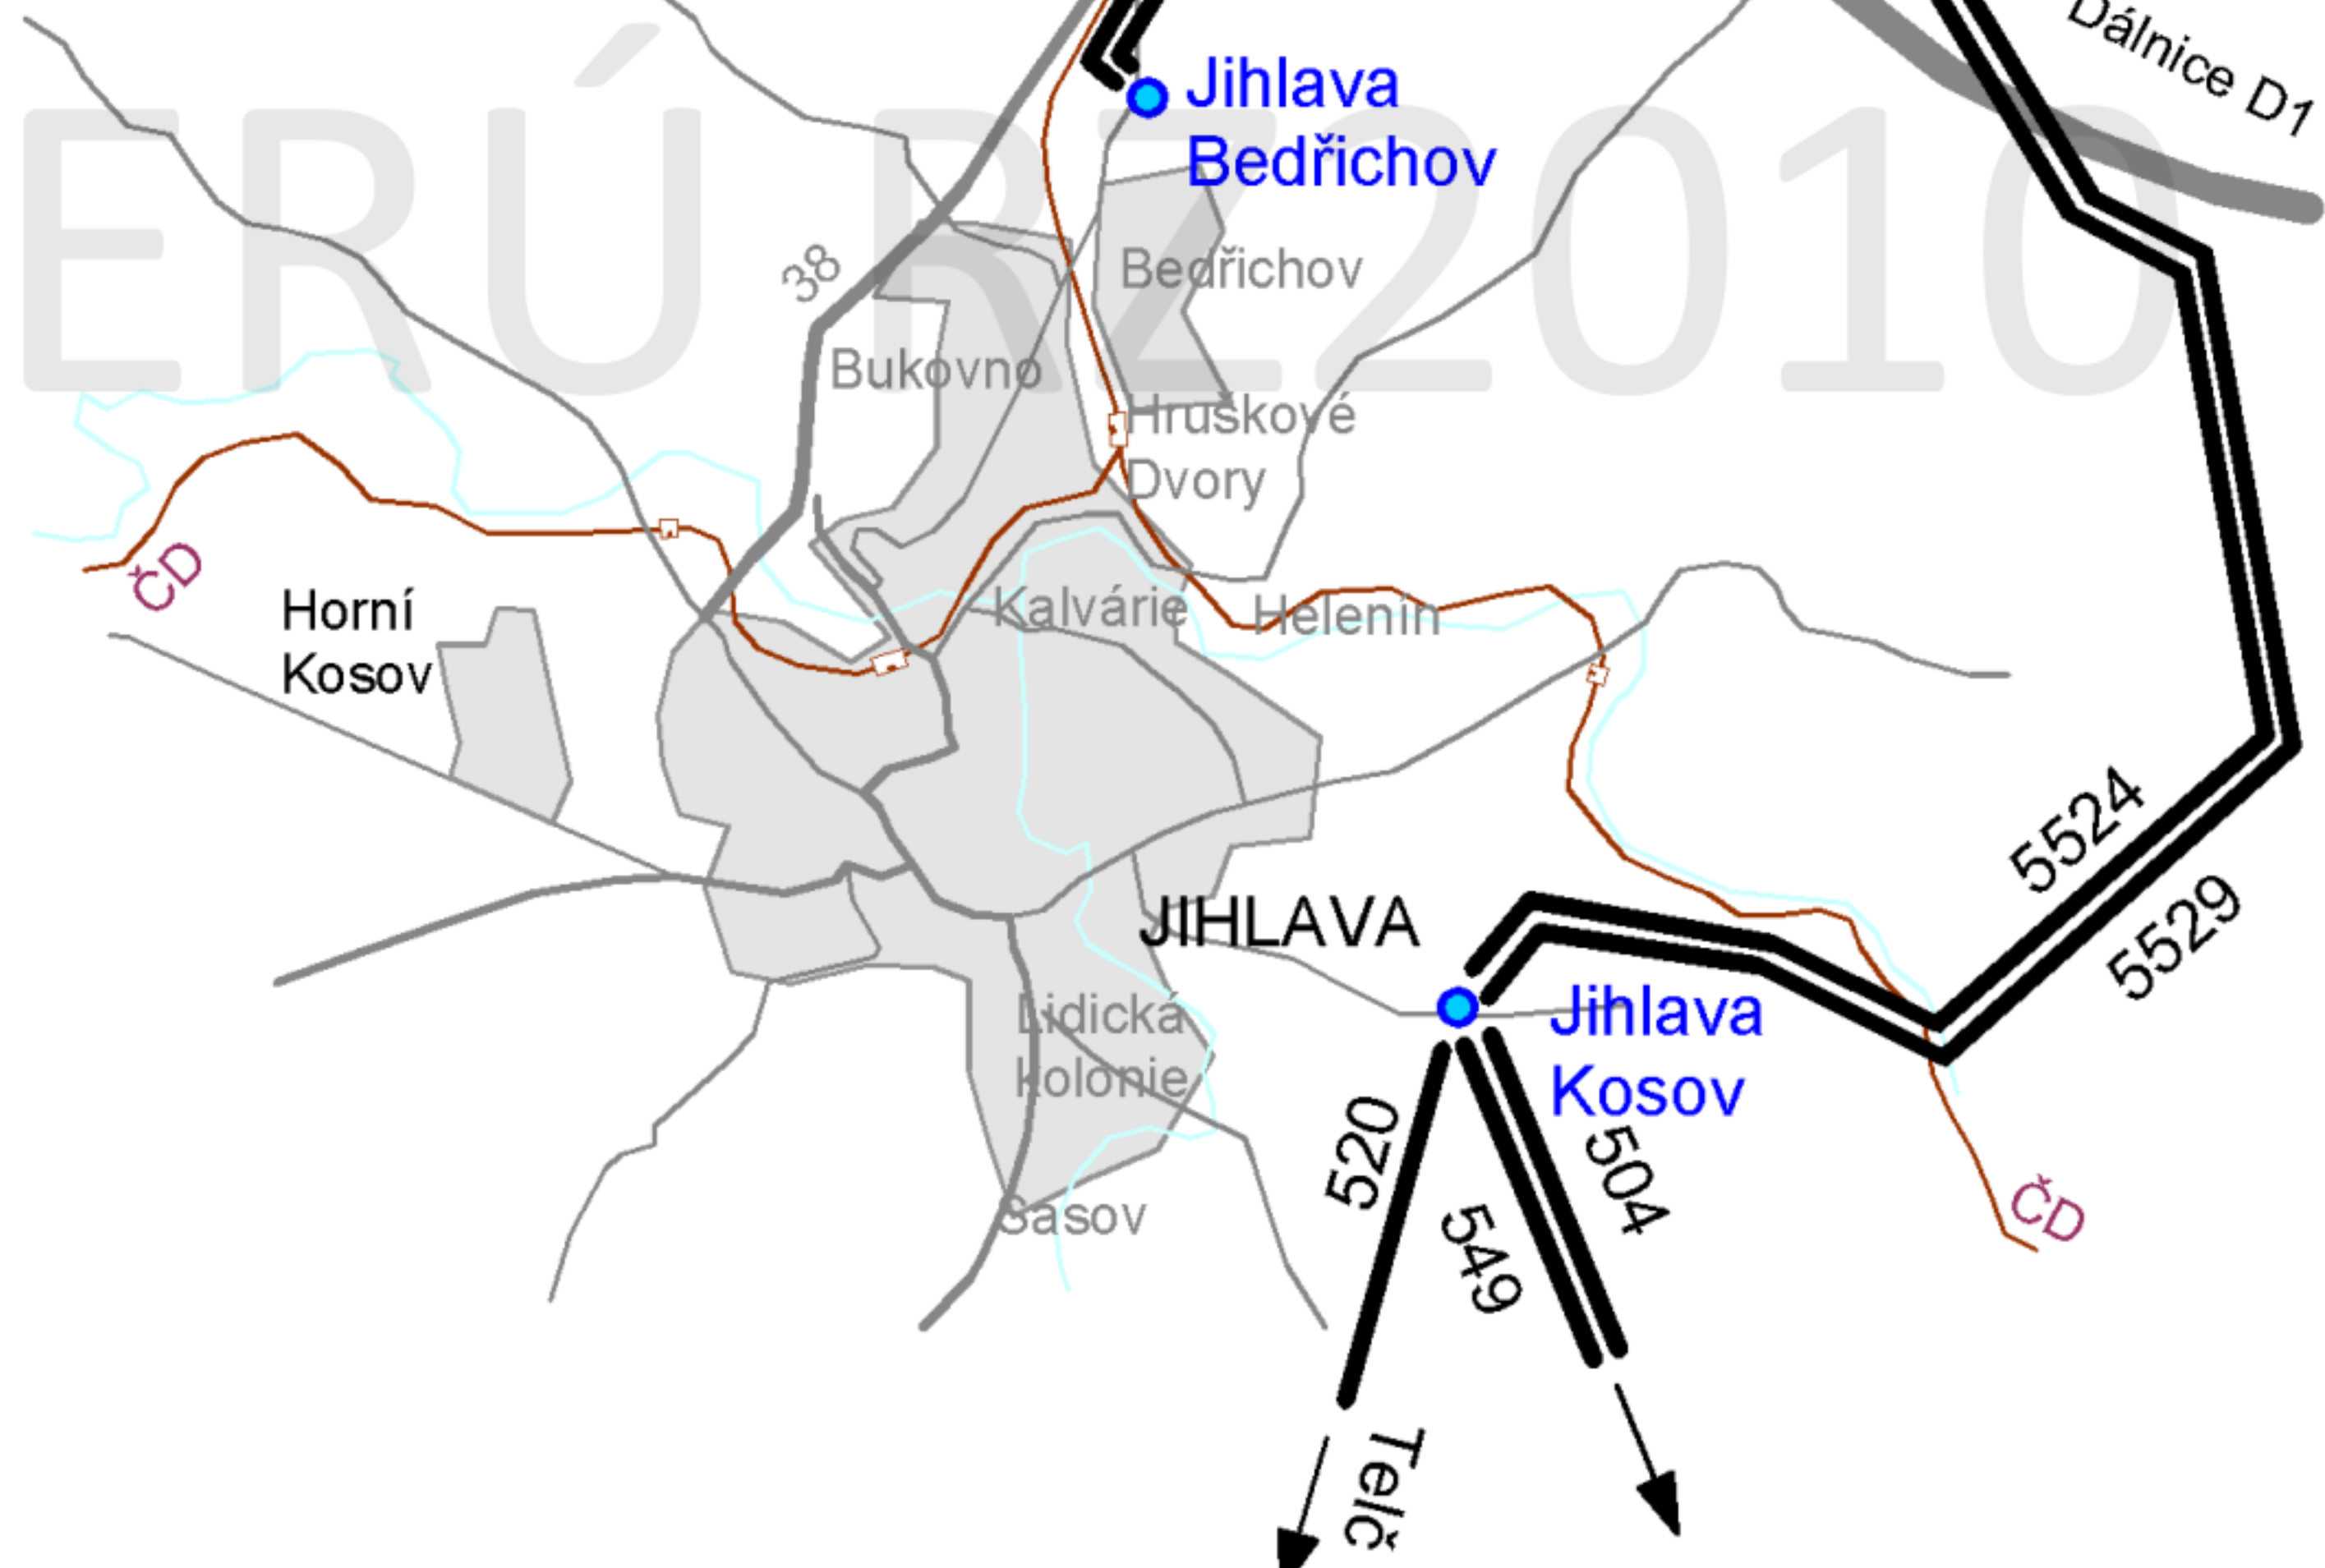 Dálnice D1
Jihlava
Bedřichov
ERÚ RZ2010
38
Bedřichov
Bukovno
Hruškové
Dvory
ČD
Horní
Kosov
Kalvárie
Helenín
5524
5529
JIHLAVA
Jihlava
Kosov
Lidická
kolonie
520
549
504
Sasov
ČD
Telč